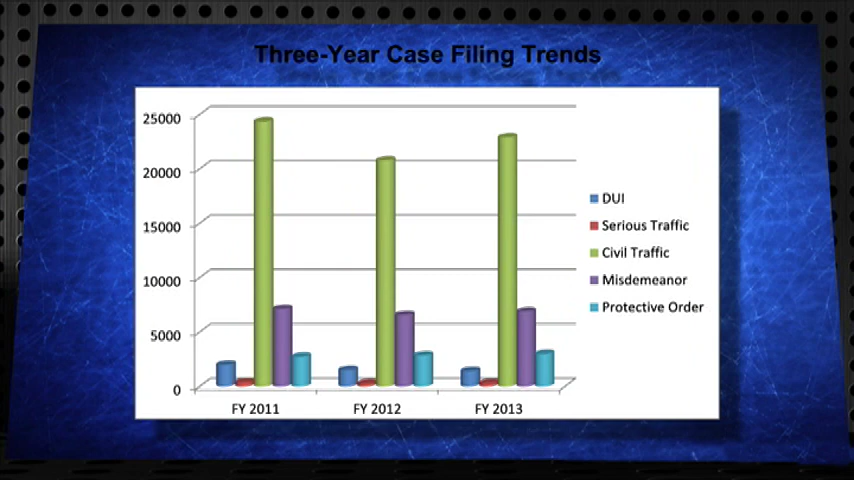 Three-Year Case Filing Trends
25000
20000
15000
10000
5000
0
FY 2011 FY 2012 FY 2013
DUI
Serious Traffic
Civil Traffic
Misdemeanor
Protective Order